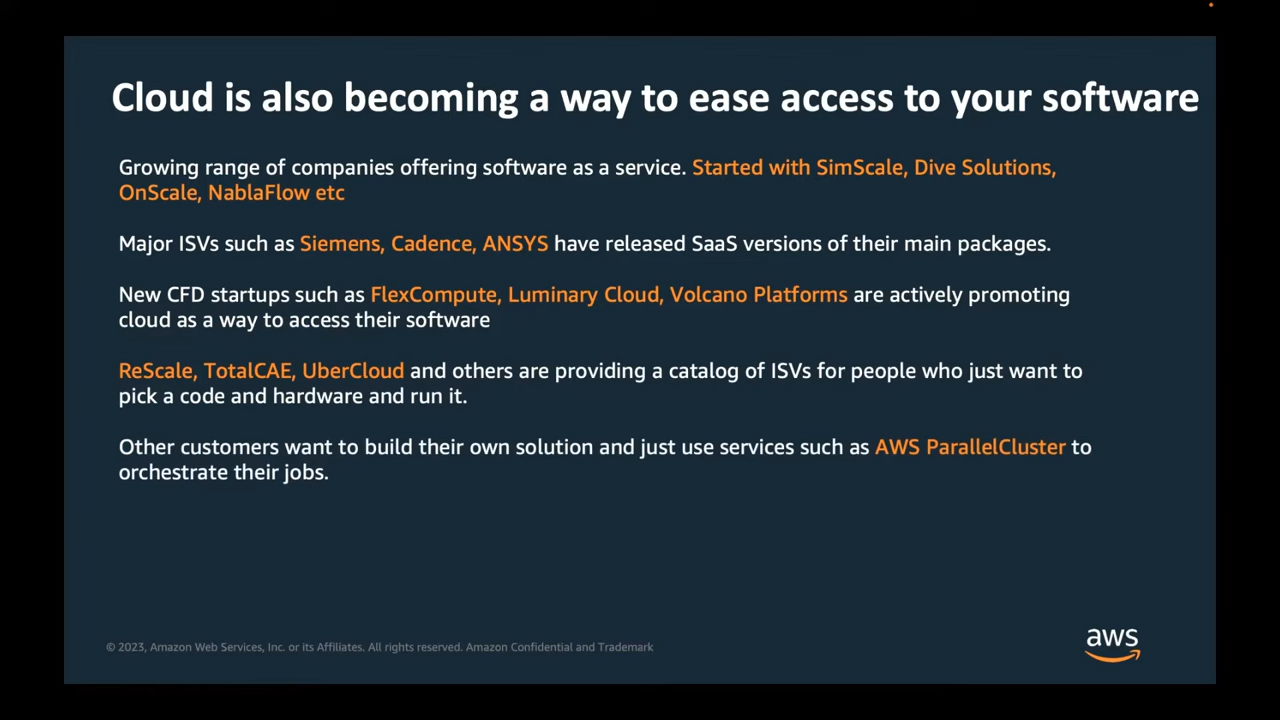 Cloud is also becoming a way to ease access to your software
Growing range of companies offering software as a service. Started with SimScale, Dive Solutions,
OnScale, NablaFlow etc
Major ISVs such as Siemens, Cadence, ANSYS have released SaaS versions of their main packages.
New CFD startups such as FlexCompute, Luminary Cloud, Volcano Platforms are actively promoting
cloud as a way to access their software
ReScale, TotalCAE, UberCloud and others are providing a catalog of ISVs for people who just want to
pick a code and hardware and run it.
Other customers want to build their own solution and just use services such as AWS ParallelCluster to
orchestrate their jobs.
© 2023, Amazon Web Services, Inc. or its Affiliates. All rights reserved. Amazon Confidential and Trademark
aws